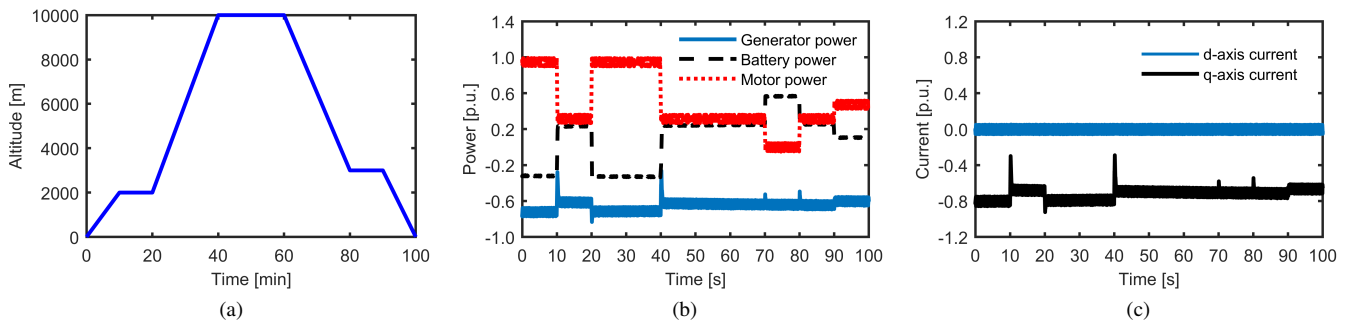 Altitude [m]
10000
8000
6000
4000
2000
0
0 20 40 60 80 100
Time [min]
(a)
Power [p.u.]
1.4
1.0
0.6
0.2
-0.2
-0.6
-1.0
Generator power
Battery power
Motor power
0 10 20 30 40 50 60 70 80 90 100
Time [s]
(b)
Current [p.u.]
1.2
0.8
0.4
0.0
-0.4
-0.8
-1.2
d-axis current
q-axis current
0 10 20 30 40 50 60 70 80 90 100
Time [s]
(c)